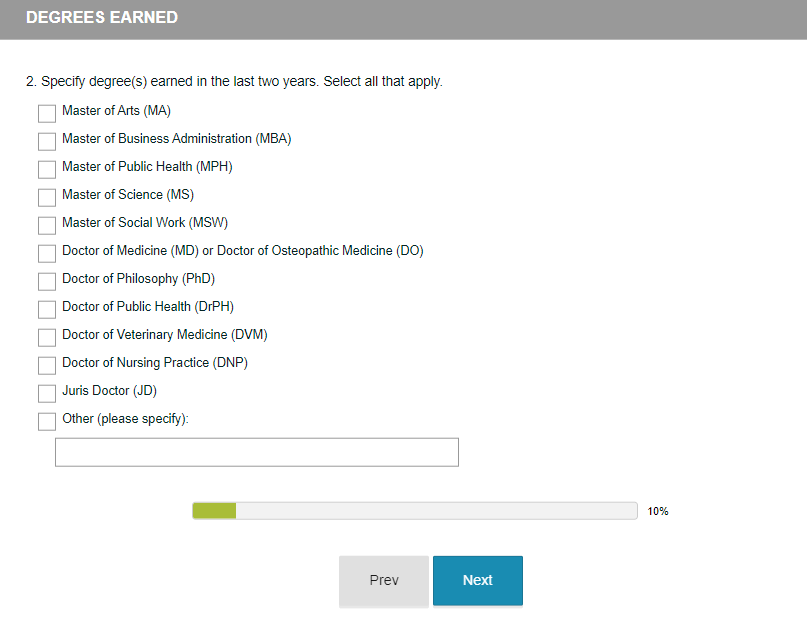 DEGREES EARNED
2. Specify degree(s) earned in the last two years. Select all that apply.
Master of Arts (MA)
Master of Business Administration (MBA)
Master of Public Health (MPH)
Master of Science (MS)
Master of Social Work (MSW)
Doctor of Medicine (MD) or Doctor of Osteopathic Medicine (DO)
Doctor of Philosophy (PhD)
Doctor of Public Health (DrPH)
Doctor of Veterinary Medicine (DVM)
Doctor of Nursing Practice (DNP)
Juris Doctor (JD)
Other (please specify):
10%
Prev Next